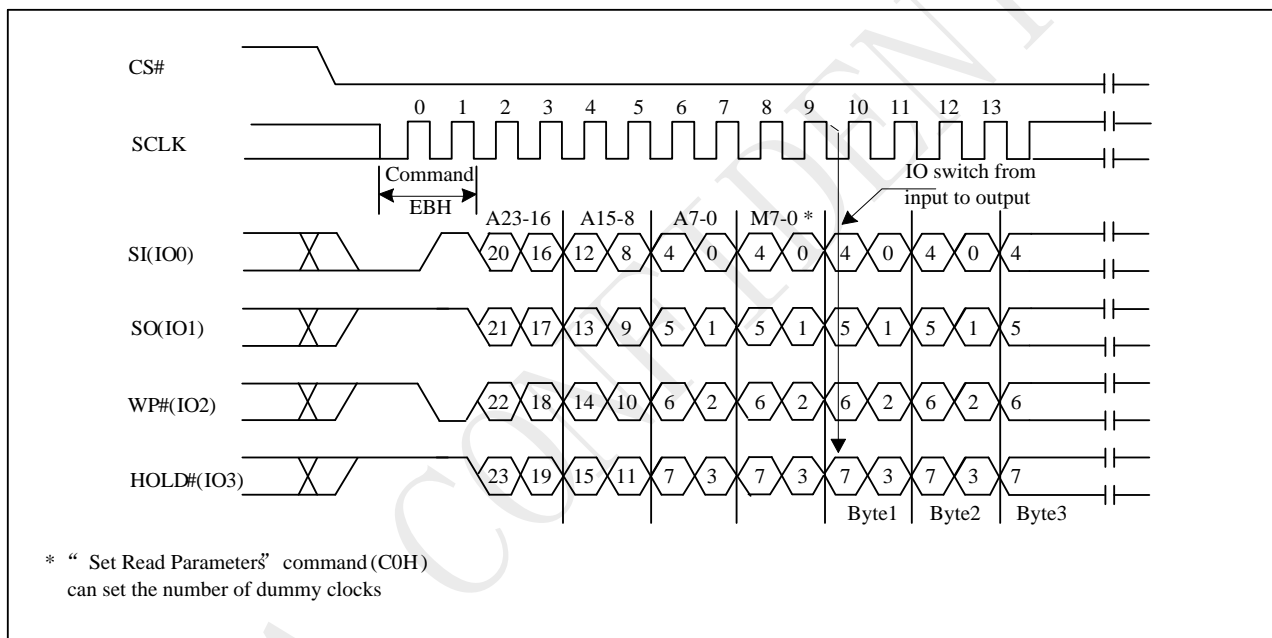 CS#
0 1 2 3 4 5 6 7 8 9 10 11 12 13
SCLK
Command
EBH
IO switch from
input to output
A23-16 A15-8 A7-0 M7-0 *
SI(IO0)
20 16 12 8 4 0 4 0 4 0 4 0 4
SO(IO1)
21 17 13 9 5 1 5 1 5 1 5 1 5
WP#(IO2)
22 18 14 10 6 2 6 2 6 2 6 2 6
HOLD#(IO3)
23 19 15 11 7 3 7 3 7 3 7 3 7
Byte1 Byte2 Byte3
* “ Set Read Parameters” command (C0H)
can set the number of dummy clocks
CONFIDENT